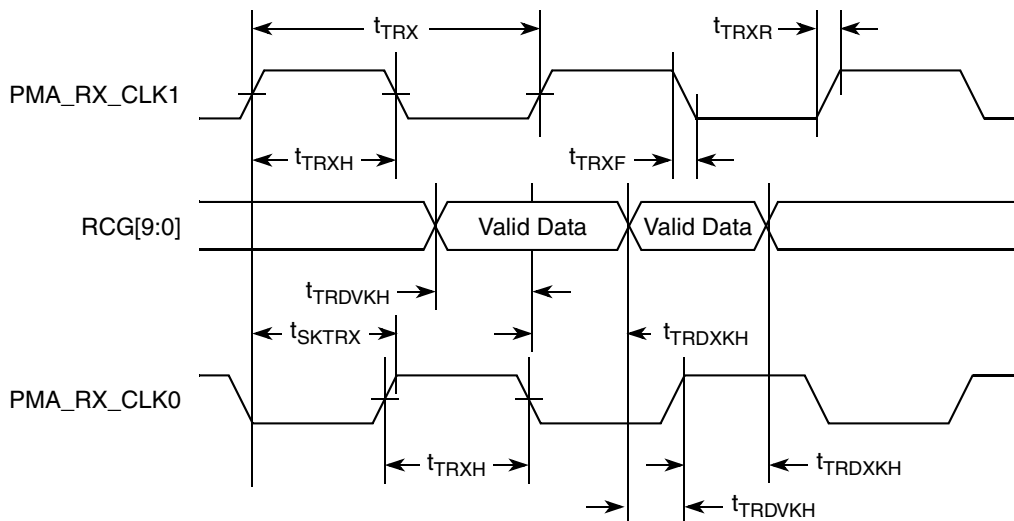 tTRX
tTRXR
PMA_RX_CLK1
tTRXH
tTRXF
RCG[9:0]
Valid Data
Valid Data
tTRDVKH
tSKTRX
tTRDXKH
PMA_RX_CLK0
tTRXH
tTRDXKH
tTRDVKH